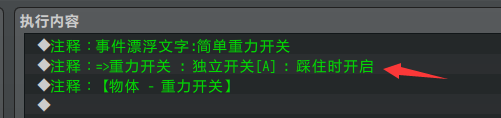 执行内容
◆注释：事件漂浮文字:简单重力开关
◆注释：=>重力开关 : 独立开关[A] : 踩住时开启
◆注释：【物体 - 重力开关】
◆